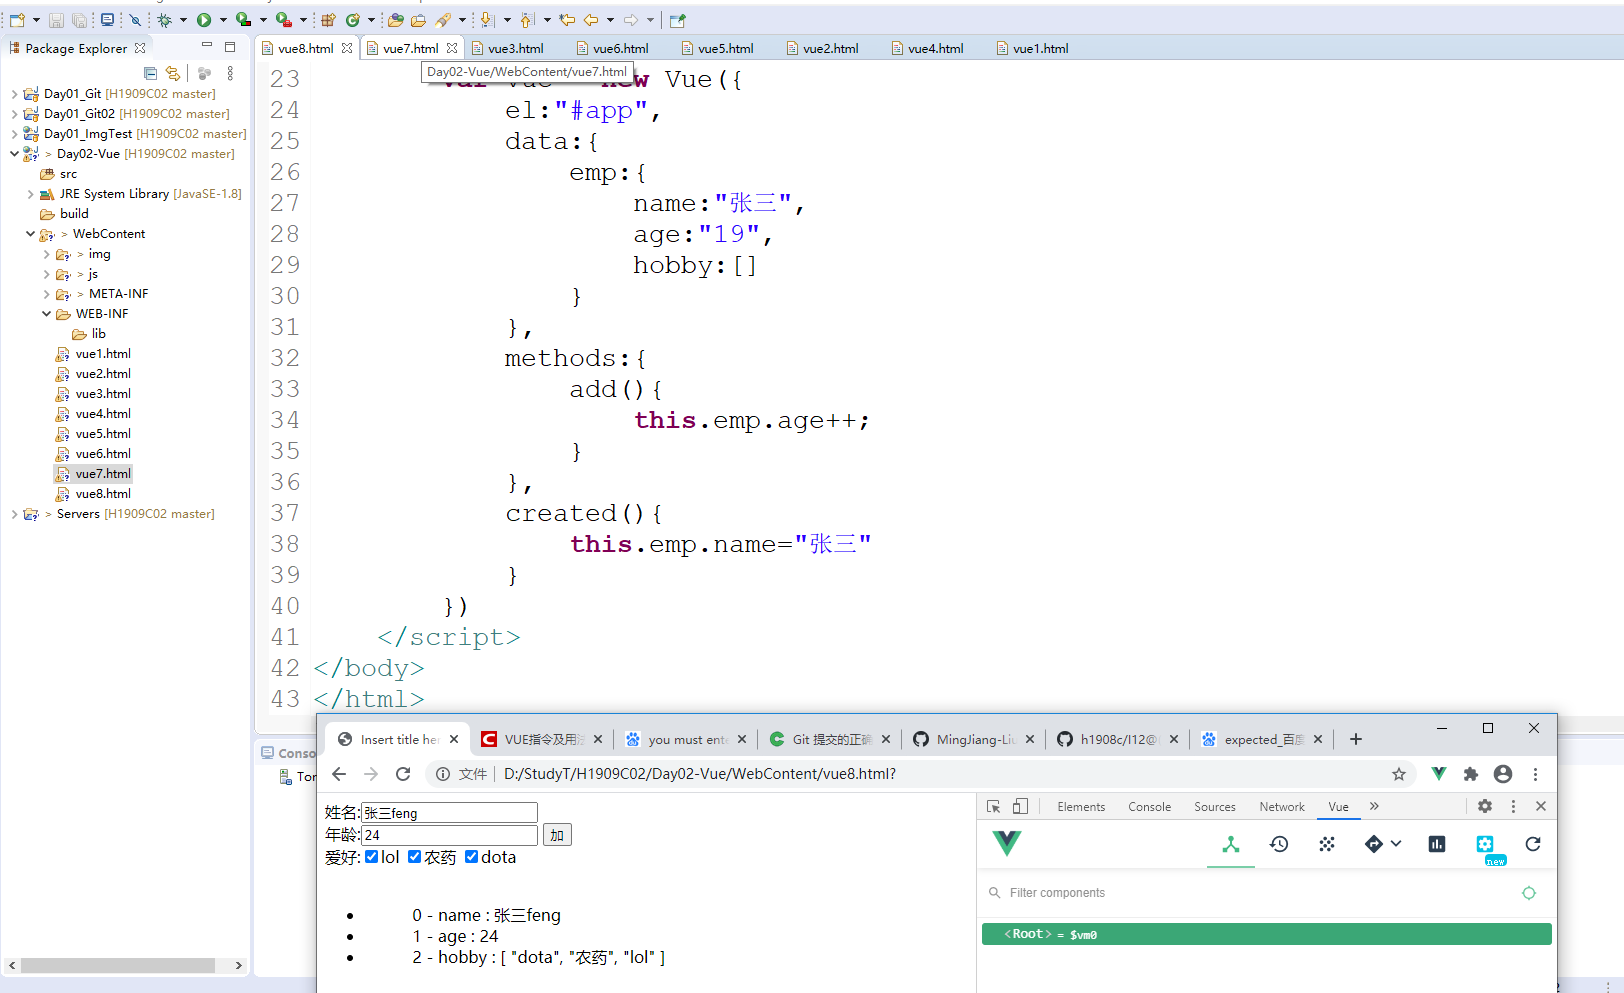 Package Explorer
vue8.html
vue7.html
vue3.html
vue6.html
vue5.html
vue2.html
vue4.html
vue1.html
Day02-Vue/WebContent/vue7.html
Day01_Git [H1909C02 master]
Day01_Git02 [H1909C02 master]
Day01_ImgTest [H1909C02 master]
> Day02-Vue [H1909C02 master]
src
JRE System Library [JavaSE-1.8]
build
> WebContent
> img
> js
> META-INF
WEB-INF
lib
vue1.html
vue2.html
vue3.html
vue4.html
vue5.html
vue6.html
vue7.html
vue8.html
> Servers [H1909C02 master]
23 var vue = new Vue({
24 el:"#app",
25 data:{
26 emp:{
27 name:"张三",
28 age:"19",
29 hobby:[]
30 }
31 },
32 methods:{
33 add(){
34 this.emp.age++;
35 }
36 },
37 created(){
38 this.emp.name="张三"
39 }
40 })
41 </script>
42 </body>
43 </html>
Conso
Tor
Insert title her
VUE指令及用法
you must ente
Git 提交的正确
MingJiang-Liu
h1908c/l12@
expected_百度
文件 D:/StudyT/H1909C02/Day02-Vue/WebContent/vue8.html?
姓名:张三feng
年龄:24 加
爱好: lol 农药 dota
0 - name : 张三feng
1 - age : 24
2 - hobby : [ "dota", "农药", "lol" ]
Elements
Console
Sources
Network
Vue
new
Filter components
<Root> = $vm0